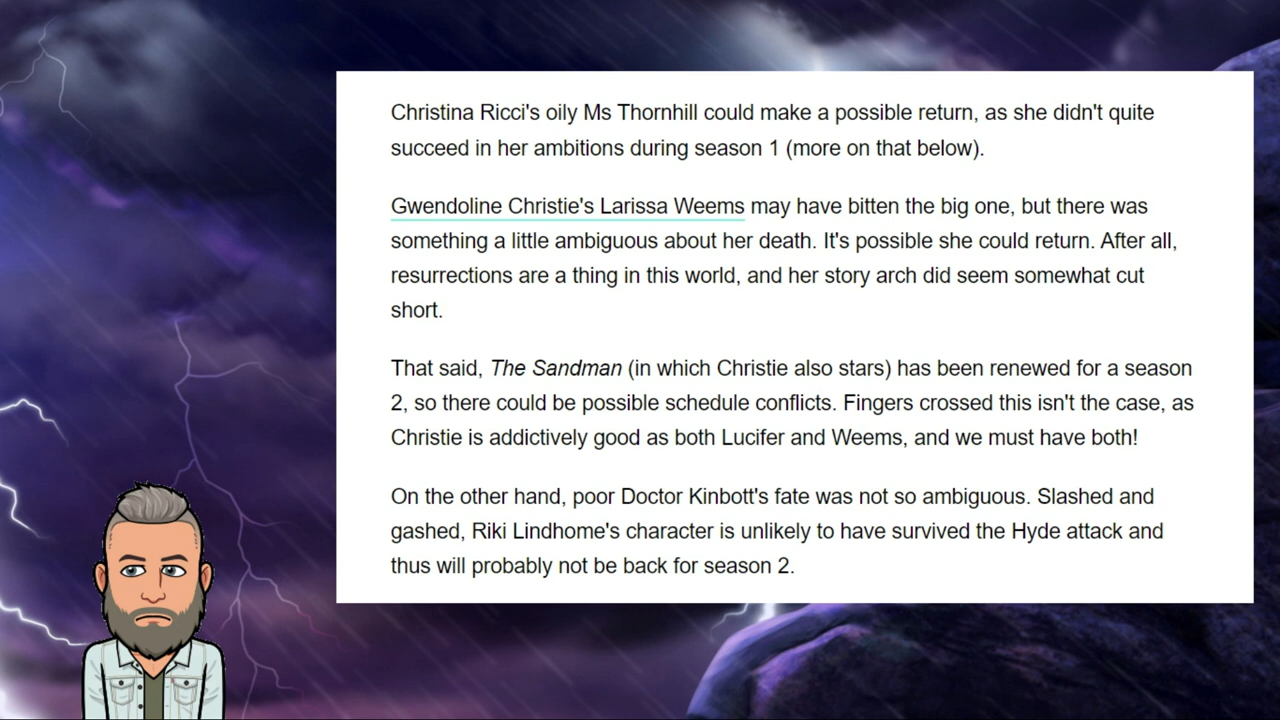 Christina Ricci's oily Ms Thornhill could make a possible return, as she didn't quite
succeed in her ambitions during season 1 (more on that below).
Gwendoline Christie's Larissa Weems may have bitten the big one, but there was
something a little ambiguous about her death. It's possible she could return. After all,
resurrections are a thing in this world, and her story arch did seem somewhat cut
short.
That said, The Sandman (in which Christie also stars) has been renewed for a season
2, so there could be possible schedule conflicts. Fingers crossed this isn't the case, as
Christie is addictively good as both Lucifer and Weems, and we must have both!
On the other hand, poor Doctor Kinbott's fate was not so ambiguous. Slashed and
gashed, Riki Lindhome's character is unlikely to have survived the Hyde attack and
thus will probably not be back for season 2.